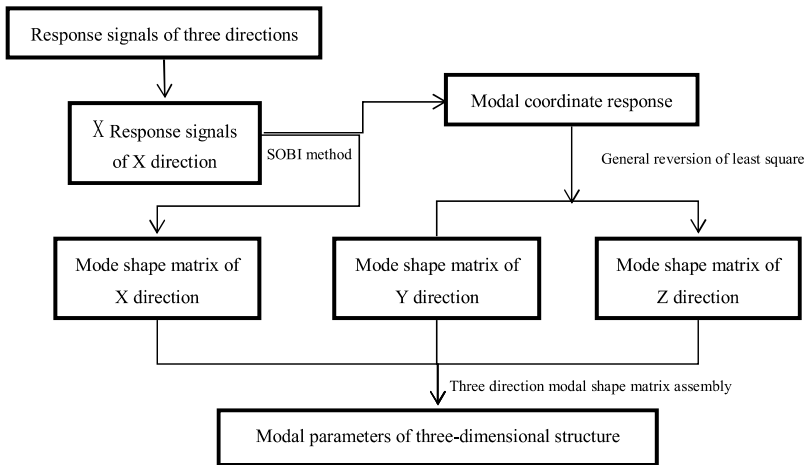 Response signals of three directions
X Response signals
of X direction
SOBI method
Modal coordinate response
General reversion of least square
Mode shape matrix of
X direction
Mode shape matrix of
Y direction
Mode shape matrix of
Z direction
Three direction modal shape matrix assembly
Modal parameters of three-dimensional structure